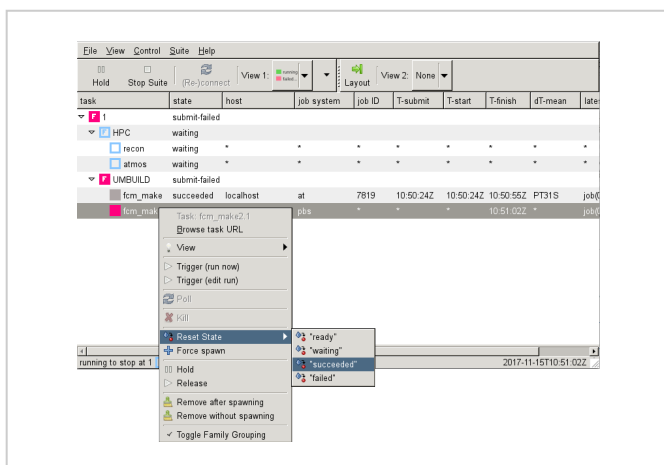 File View Control Suite Help
Hold Stop Suite (Re-)connect View 1: running failed Layout View 2: None
task state host job system job ID T-submit T-start T-finish dT-mean
F 1 submit-failed
F HPC waiting
recon waiting * * * * * * * *
atmos waiting * * * * * * * *
F UMBUILD submit-failed
fcm_make succeeded localhost at 7819 10:50:24Z 10:50:24Z 10:50:55Z PT31S
pbs * * * 10:51:02Z *
Task: fcm_make2.1
Browse task URL
View
Trigger (run now)
Trigger (edit run)
Poll
Kill
Reset State
Force spawn
Hold
Release
Remove after spawning
Remove without spawning
Toggle Family Grouping
"ready"
"waiting"
"succeeded"
"failed"
running to stop at 1 2017-11-15T10:51:02Z